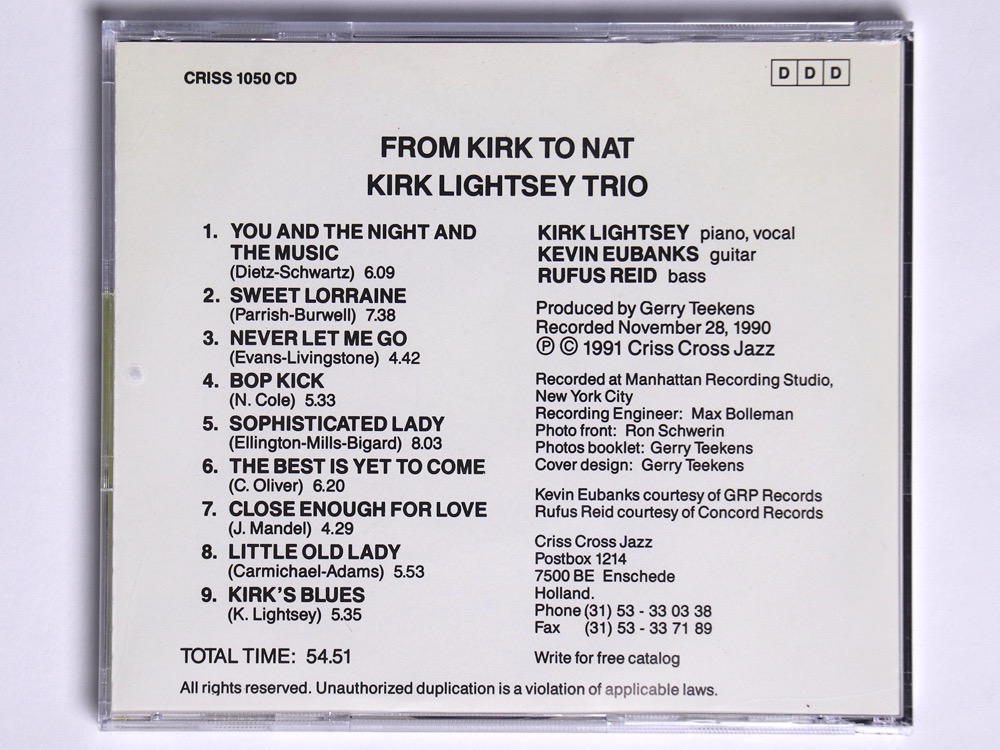 CRISS 1050 CD
D D D
FROM KIRK TO NAT
KIRK LIGHTSEY TRIO
1. YOU AND THE NIGHT AND
THE MUSIC
(Dietz-Schwartz) 6.09
2. SWEET LORRAINE
(Parrish-Burwell) 7.38
3. NEVER LET ME GO
(Evans-Livingstone) 4.42
4. BOP KICK
(N. Cole) 5.33
5. SOPHISTICATED LADY
(Ellington-Mills-Bigard) 8.03
6. THE BEST IS YET TO COME
(C. Oliver) 6.20
7. CLOSE ENOUGH FOR LOVE
(J. Mandel) 4.29
8. LITTLE OLD LADY
(Carmichael-Adams) 5.53
9. KIRK'S BLUES
(K. Lightsey) 5.35
TOTAL TIME: 54.51
KIRK LIGHTSEY piano, vocal
KEVIN EUBANKS guitar
RUFUS REID bass
Produced by Gerry Teekens
Recorded November 28, 1990
℗ © 1991 Criss Cross Jazz
Recorded at Manhattan Recording Studio,
New York City
Recording Engineer: Max Bolleman
Photo front: Ron Schwerin
Photos booklet: Gerry Teekens
Cover design: Gerry Teekens
Kevin Eubanks courtesy of GRP Records
Rufus Reid courtesy of Concord Records
Criss Cross Jazz
Postbox 1214
7500 BE Enschede
Holland.
Phone (31) 53 - 33 03 38
Fax (31) 53 - 33 71 89
Write for free catalog
All rights reserved. Unauthorized duplication is a violation of applicable laws.